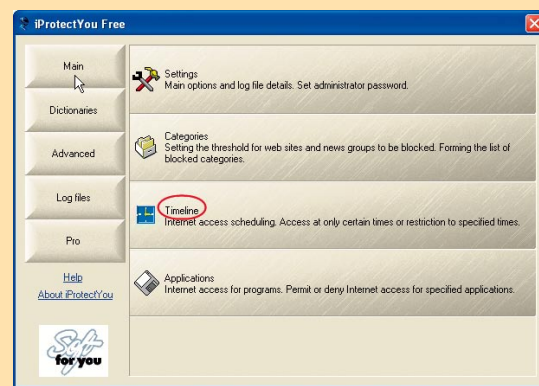 iProtectYou Free
Main
Dictionaries
Advanced
Log files
Pro
Help
About iProtectYou
Soft
for you
Settings
Main options and log file details. Set administrator password.
Categories
Setting the threshold for web sites and news groups to be blocked. Forming the list of
blocked categories.
Timeline
Internet access scheduling. Access at only certain times or restriction to specified times.
Applications
Internet access for programs. Permit or deny Internet access for specified applications.